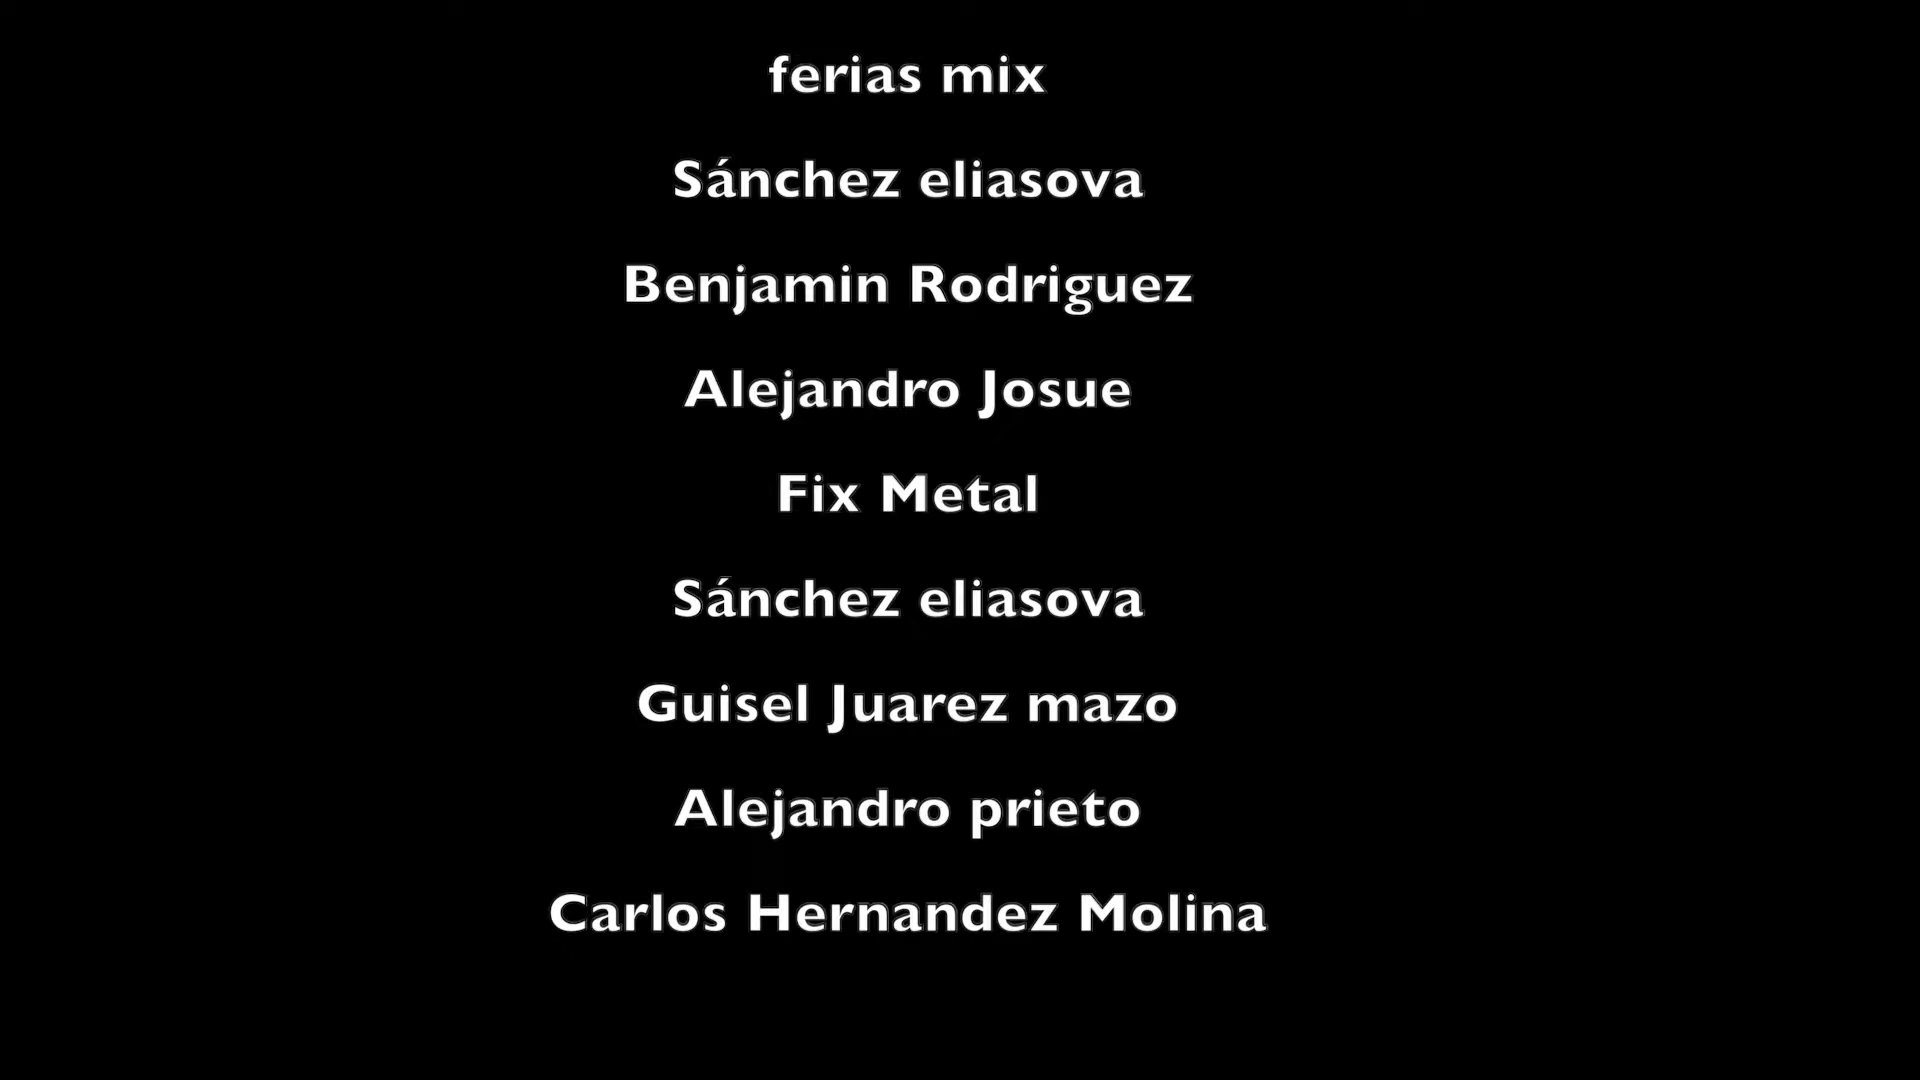 ferias mix
Sánchez eliasova
Benjamin Rodriguez
Alejandro Josue
Fix Metal
Sánchez eliasova
Guisel Juarez mazo
Alejandro prieto
Carlos Hernandez Molina